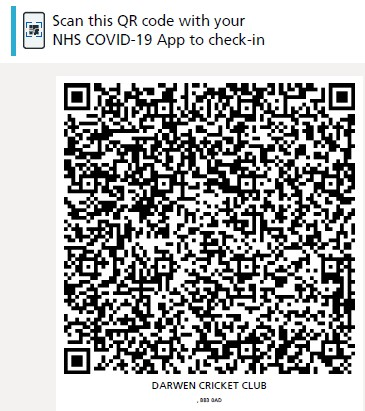 Scan this QR code with your
NHS COVID-19 App to check-in
DARWEN CRICKET CLUB
, BB3 0AD